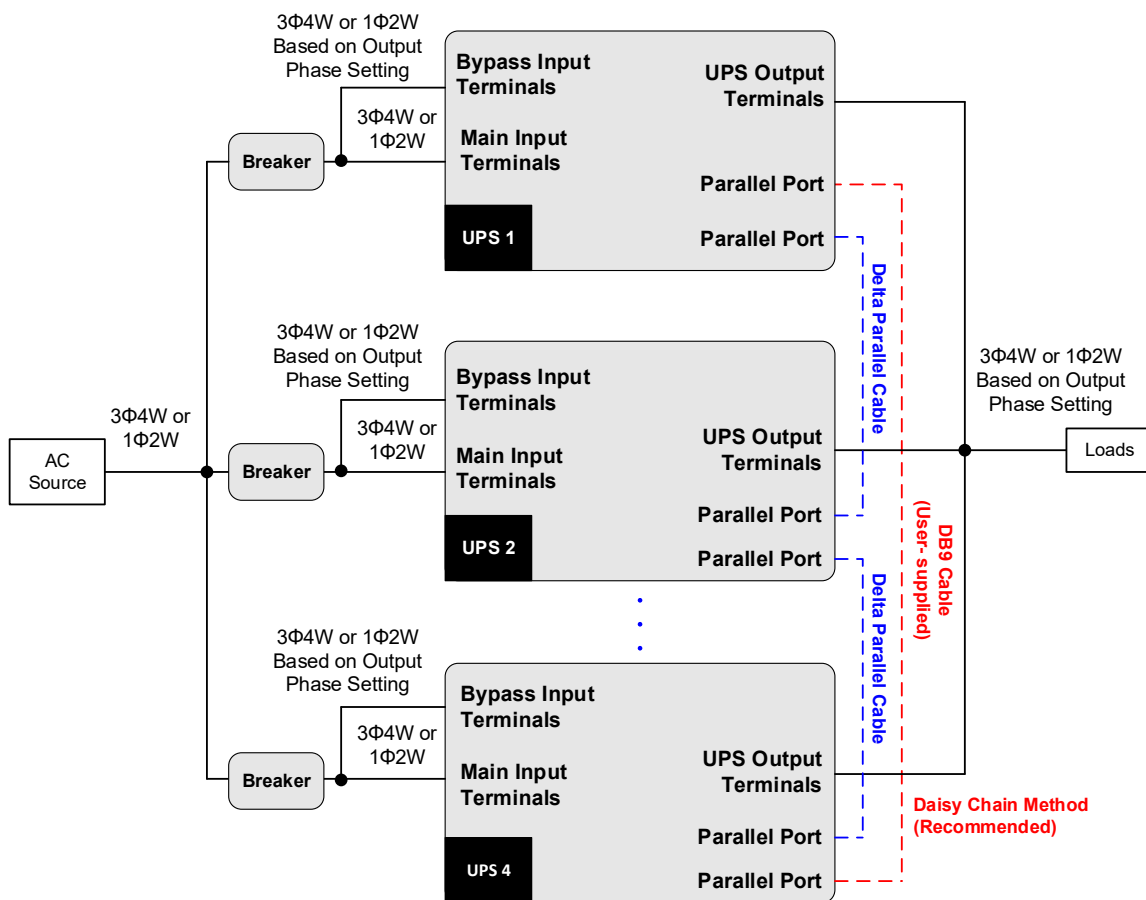 3Φ4W or 1Φ2W
Based on Output
Phase Setting
3Φ4W or
1Φ2W
Breaker
Bypass Input
Terminals
Main Input
Terminals
UPS 1
UPS Output
Terminals
Parallel Port
Parallel Port
Delta Parallel Cable
3Φ4W or 1Φ2W
Based on Output
Phase Setting
3Φ4W or
1Φ2W
Breaker
Bypass Input
Terminals
Main Input
Terminals
UPS 2
UPS Output
Terminals
Parallel Port
Parallel Port
Delta Parallel Cable
DB9 Cable
(User- supplied)
AC
Source
3Φ4W or
1Φ2W
3Φ4W or 1Φ2W
Based on Output
Phase Setting
Loads
3Φ4W or 1Φ2W
Based on Output
Phase Setting
3Φ4W or
1Φ2W
Breaker
Bypass Input
Terminals
Main Input
Terminals
UPS 4
UPS Output
Terminals
Parallel Port
Parallel Port
Daisy Chain Method
(Recommended)